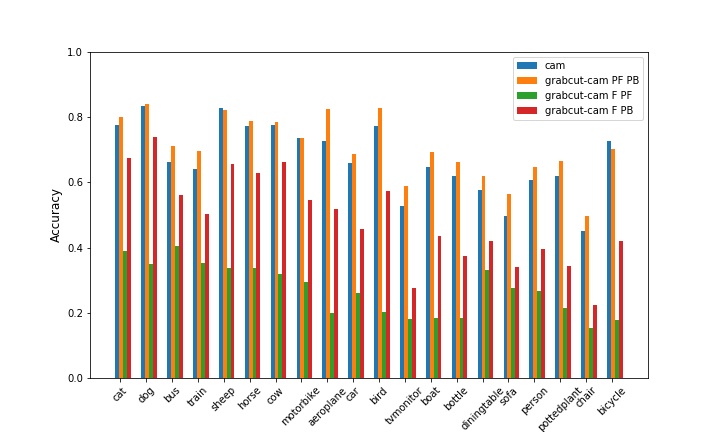 1.0
0.8
0.6
0.4
0.2
0.0
Accuracy
cam
grabcut-cam PF PB
grabcut-cam F PF
grabcut-cam F PB
cat
dog
bus
train
sheep
horse
cow
motorbike
aeroplane
car
bird
tvmonitor
boat
bottle
diningtable
sofa
person
pottedplant
chair
bicycle